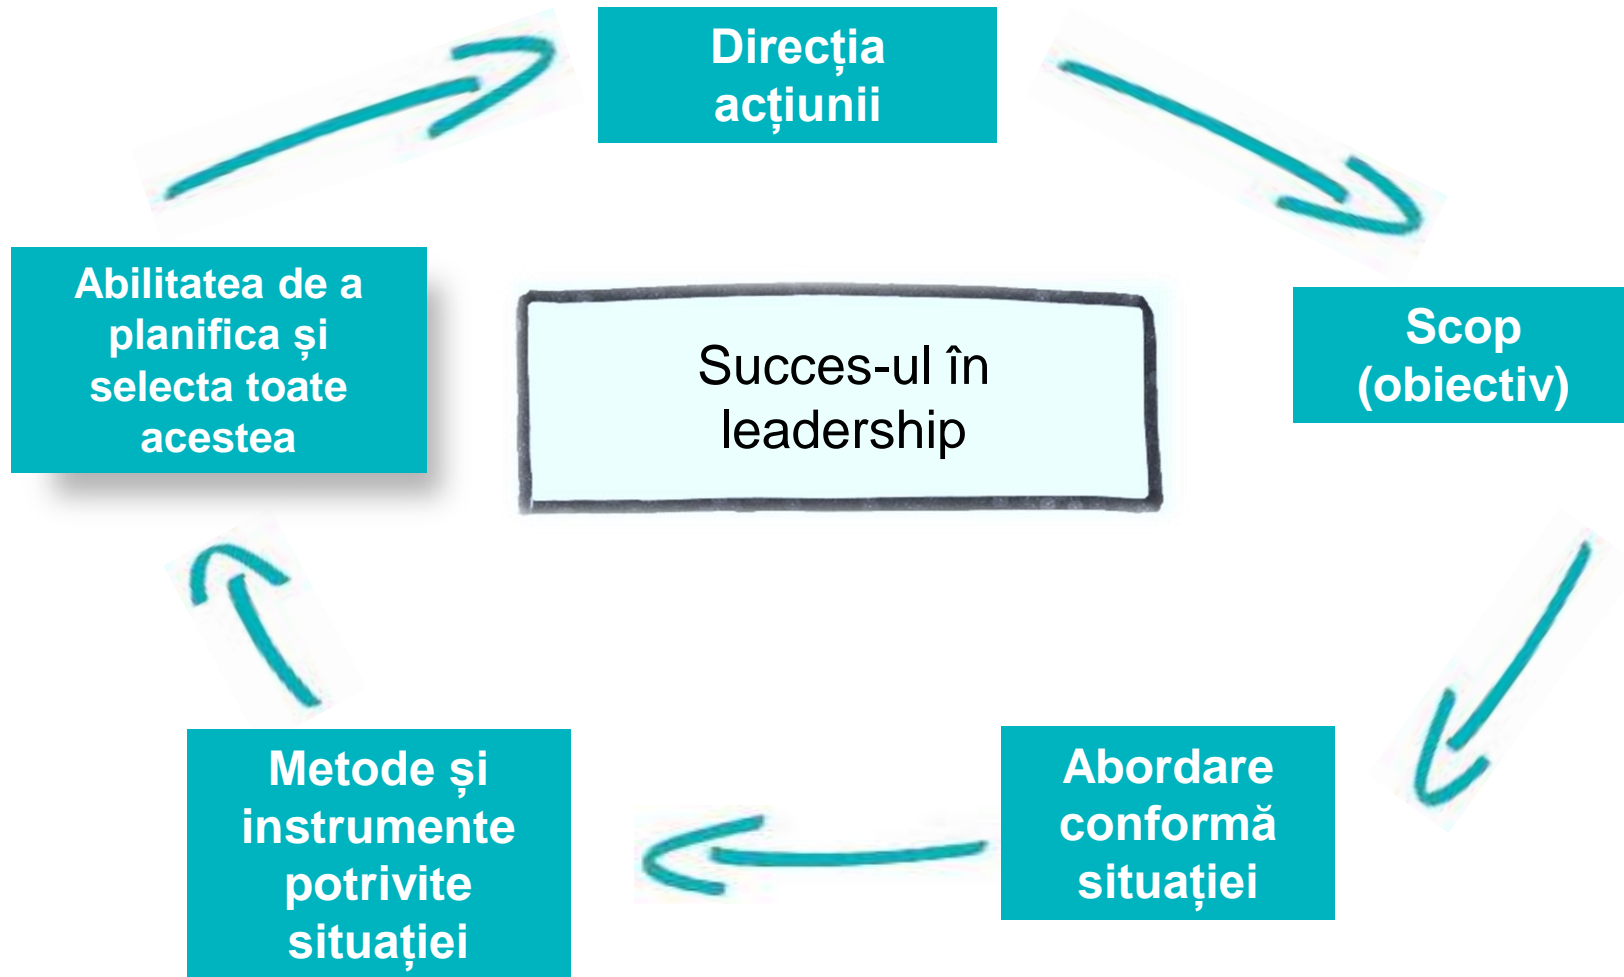 Direcția
acțiunii
Abilitatea de a
planifica și
selecta toate
acestea
Succes-ul în
leadership
Scop
(obiectiv)
Metode și
instrumente
potrivite
situației
Abordare
conformă
situației